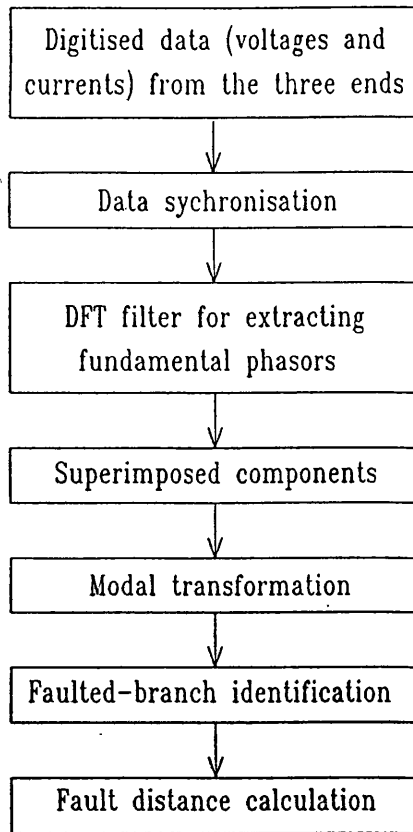 Digitised data (voltages and
currents) from the three ends
Data sychronisation
DFT filter for extracting
fundamental phasors
Superimposed components
Modal transformation
Faulted-branch identification
Fault distance calculation